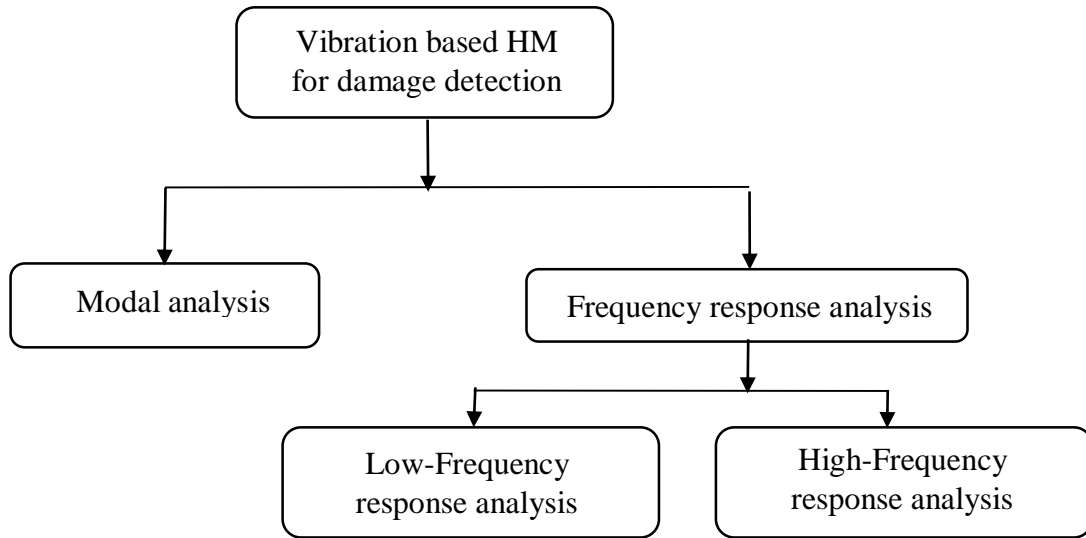 Vibration based HM
for damage detection
Modal analysis
Frequency response analysis
Low-Frequency
response analysis
High-Frequency
response analysis